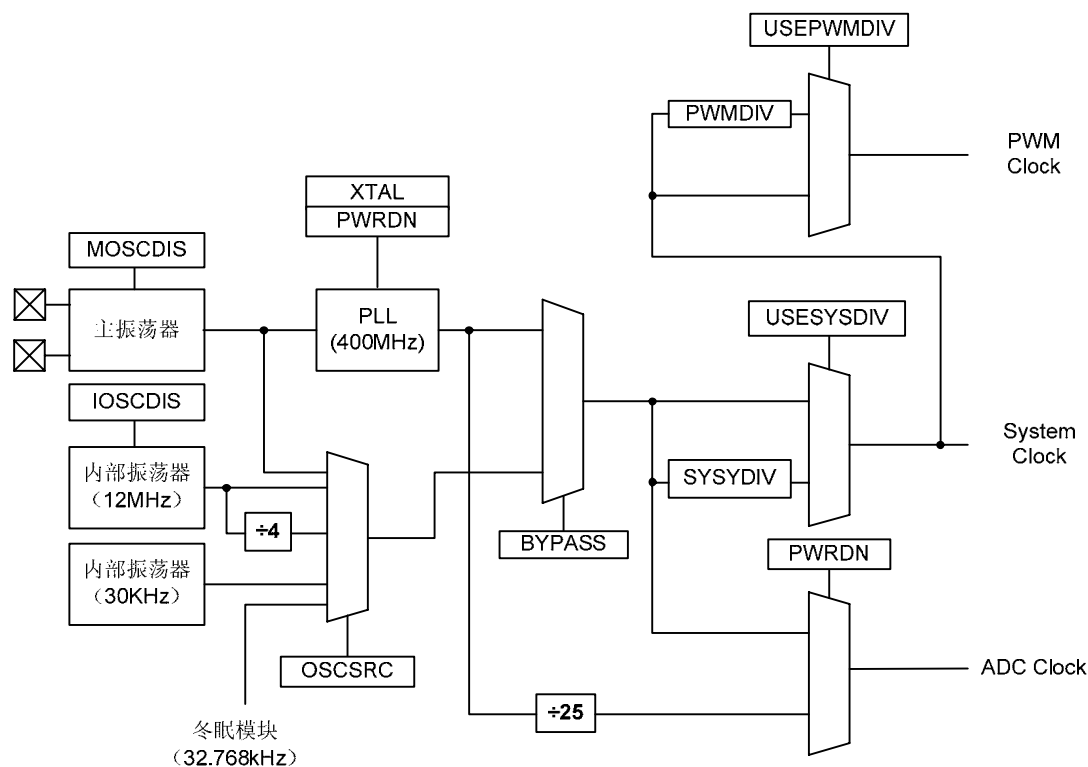 USEPWMDIV
PWMDIV
PWM
Clock
XTAL
PWRDN
MOSCDIS
主振荡器
PLL
(400MHz)
USESYSDIV
IOSCDIS
System
Clock
内部振荡器
（12MHz）
SYSYDIV
÷4
BYPASS
PWRDN
内部振荡器
（30KHz）
OSCSRC
ADC Clock
÷25
冬眠模块
（32.768kHz）